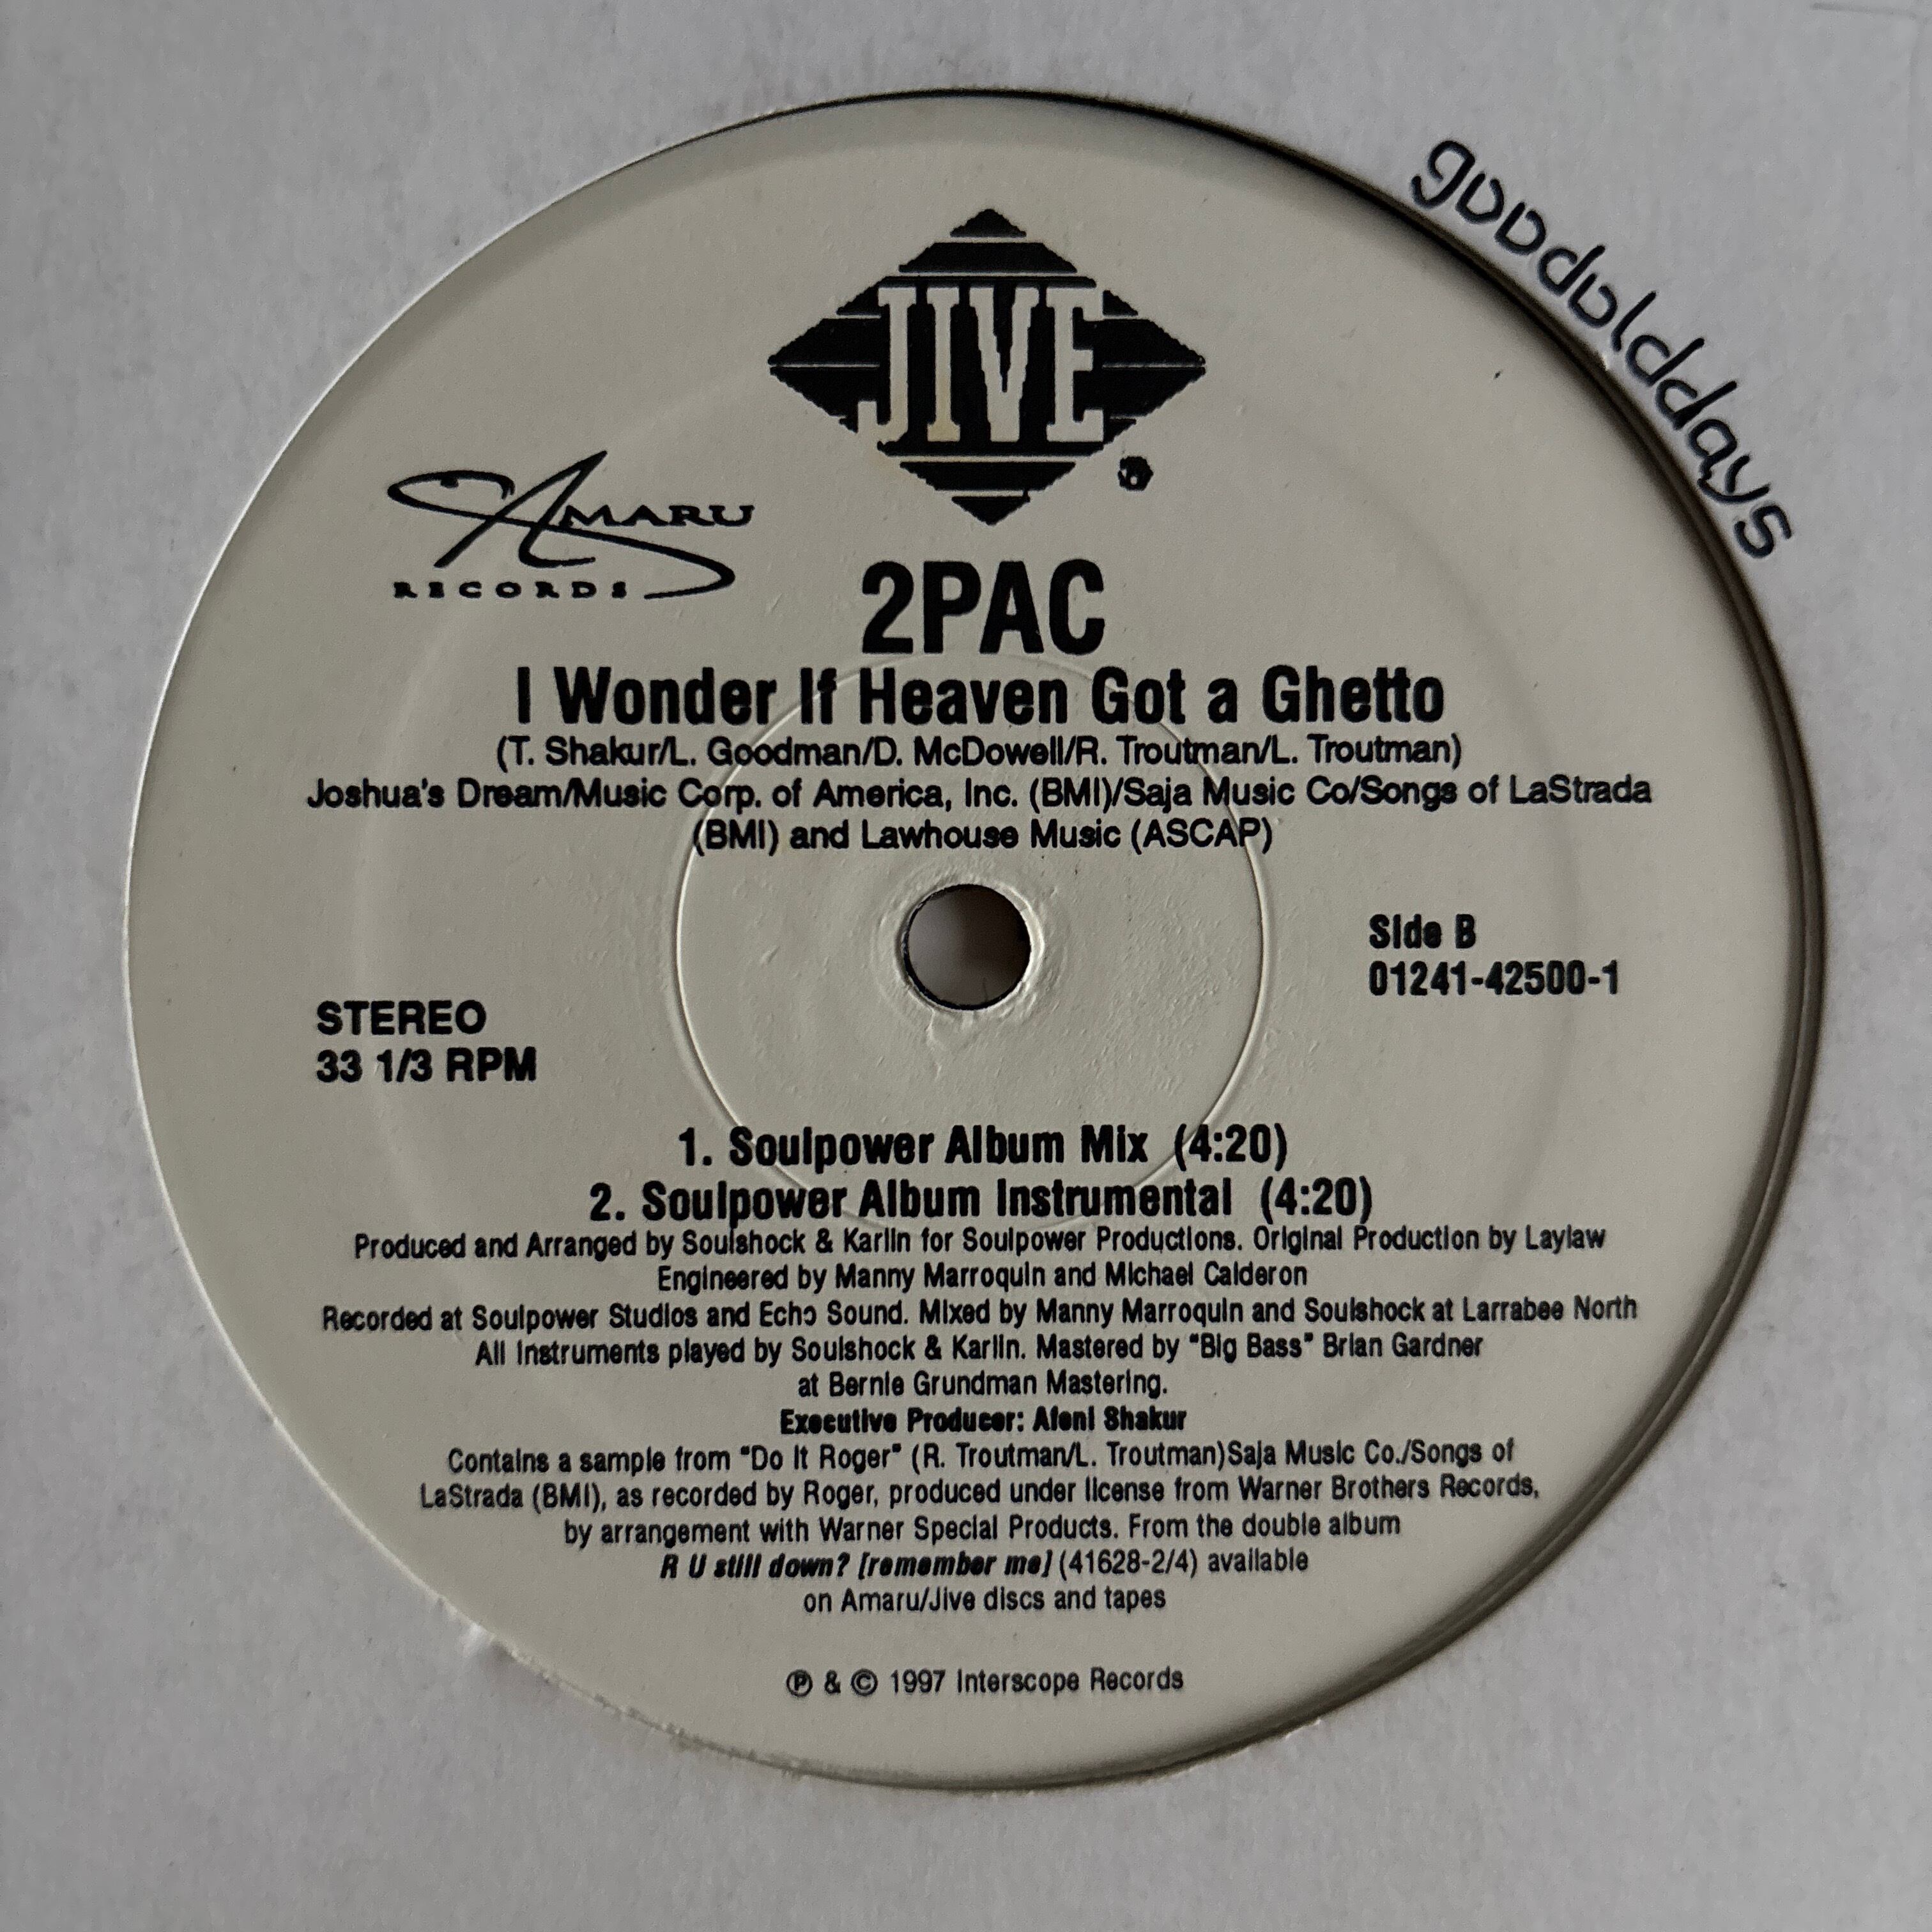 JIVE
®
gooodolddays
AMARU
RECORDS
2PAC
I Wonder If Heaven Got a Ghetto
(T. Shakur/L. Goodman/D. McDowell/R. Troutman/L. Troutman)
Joshua's Dream/Music Corp. of America, Inc. (BMI)/Saja Music Co/Songs of LaStrada
(BMI) and Lawhouse Music (ASCAP)
Side B
01241-42500-1
STEREO
33 1/3 RPM
1. Soulpower Album Mix (4:20)
2. Soulpower Album Instrumental (4:20)
Produced and Arranged by Soulshock & Karlin for Soulpower Productions. Original Production by Laylaw
Engineered by Manny Marroquin and Michael Calderon
Recorded at Soulpower Studios and Echo Sound. Mixed by Manny Marroquin and Soulshock at Larrabee North
All Instruments played by Soulshock & Karlin. Mastered by "Big Bass" Brian Gardner
at Bernie Grundman Mastering.
Executive Producer: Afeni Shakur
Contains a sample from "Do It Roger" (R. Troutman/L. Troutman)Saja Music Co./Songs of
LaStrada (BMI), as recorded by Roger, produced under license from Warner Brothers Records,
by arrangement with Warner Special Products. From the double album
R U still down? [remember me] (41628-2/4) available
on Amaru/Jive discs and tapes
℗ & © 1997 Interscope Records